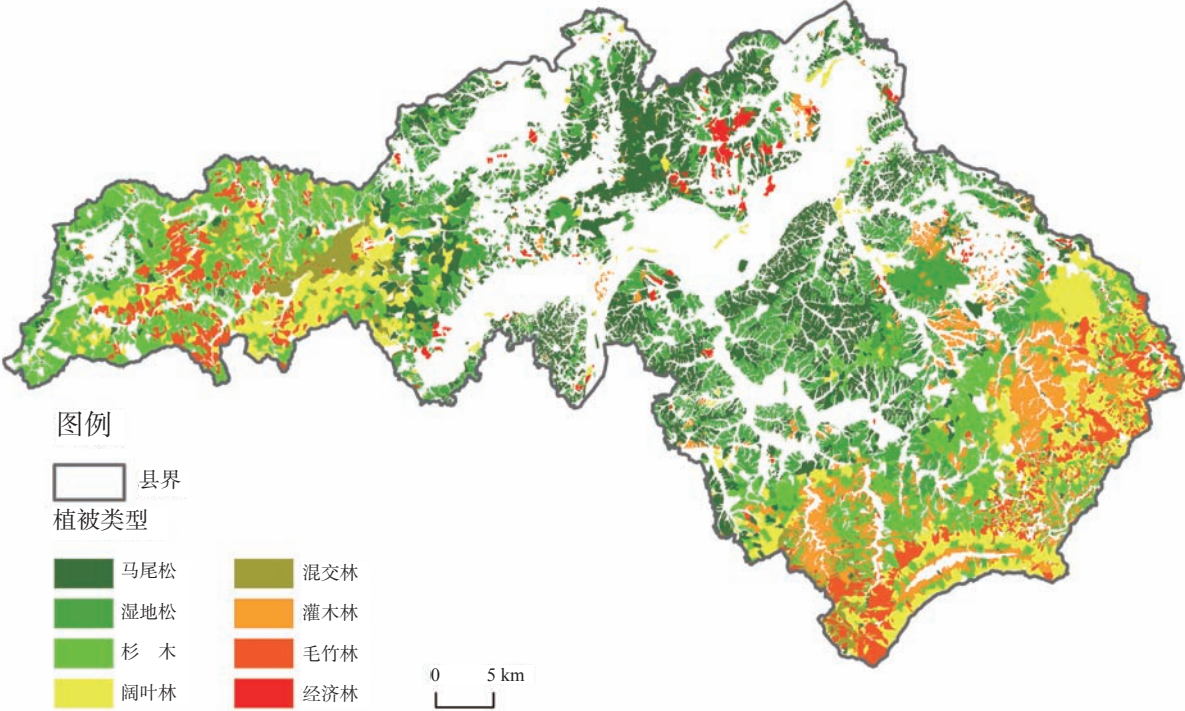 图例
县界
植被类型
马尾松 混交林
湿地松 灌木林
杉 木 毛竹林
阔叶林 经济林
0 5 km